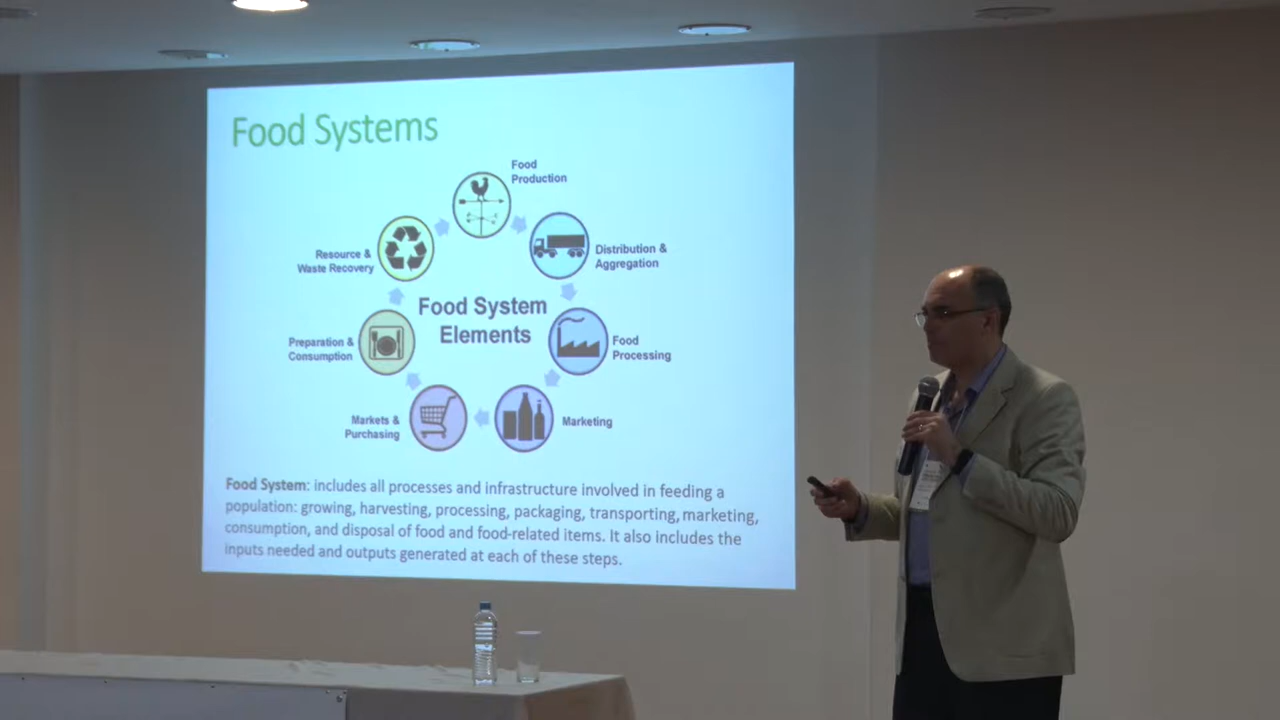 Food Systems
Food
Production
Distribution &
Aggregation
Food
Processing
Marketing
Markets &
Purchasing
Preparation &
Consumption
Resource &
Waste Recovery
Food System
Elements
Food System: includes all processes and infrastructure involved in feeding a
population: growing, harvesting, processing, packaging, transporting, marketing,
consumption, and disposal of food and food-related items. It also includes the
inputs needed and outputs generated at each of these steps.